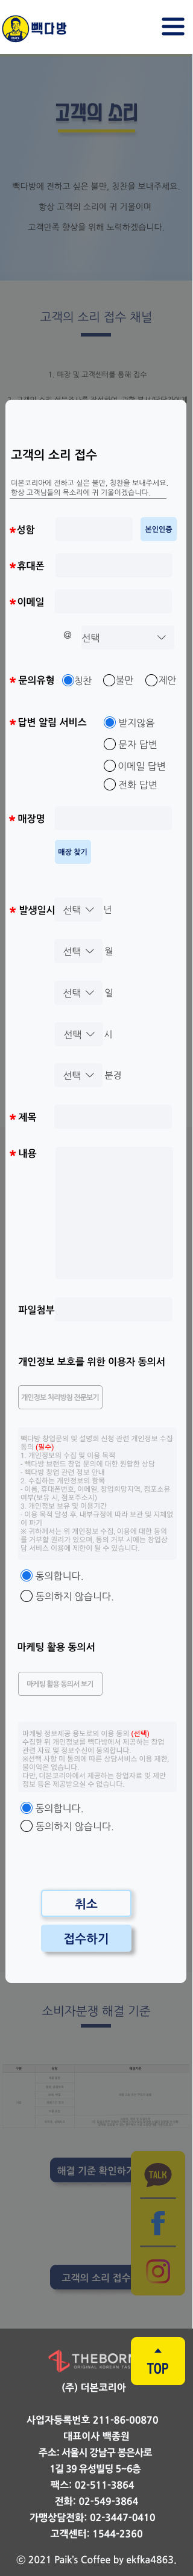 빽다방
고객의 소리
빽다방에 전하고 싶은 불만, 칭찬을 보내주세요.
항상 고객의 소리에 귀 기울이며
고객만족 향상을 위해 노력하겠습니다.
고객의 소리 접수 채널
1. 매장 및 고객센터를 통해 접수
고객의 소리 접수
더본코리아에 전하고 싶은 불만, 칭찬을 보내주세요.
항상 고객님들의 목소리에 귀 기울이겠습니다.
*성함
본인인증
*휴대폰
*이메일
@ 선택
* 문의유형 칭찬 불만 제안
* 답변 알림 서비스 받지않음
문자 답변
이메일 답변
전화 답변
* 매장명
매장 찾기
* 발생일시 선택 년
선택 월
선택 일
선택 시
선택 분경
* 제목
* 내용
파일첨부
개인정보 보호를 위한 이용자 동의서
개인정보 처리방침 전문보기
빽다방 창업문의 및 설명회 신청 관련 개인정보 수집
동의 (필수)
1. 개인정보의 수집 및 이용 목적
- 빽다방 브랜드 창업 문의에 대한 원활한 상담
- 빽다방 창업 관련 정보 안내
2. 수집하는 개인정보의 항목
- 이름, 휴대폰번호, 이메일, 창업희망지역, 점포소유
여부(보유 시, 점포주소지)
3. 개인정보 보유 및 이용기간
- 이용 목적 달성 후, 내부규정에 따라 보관 및 지체없
이 파기
※ 귀하께서는 위 개인정보 수집, 이용에 대한 동의
를 거부할 권리가 있으며, 동의 거부 시에는 창업상
담 서비스 이용에 제한이 될 수 있습니다.
동의합니다.
동의하지 않습니다.
마케팅 활용 동의서
마케팅 활용 동의서 보기
마케팅 정보제공 용도로의 이용 동의 (선택)
수집한 위 개인정보를 빽다방에서 제공하는 창업
관련 자료 및 정보수신에 동의합니다.
※선택 사항 미 동의에 따른 상담서비스 이용 제한,
불이익은 없습니다.
다만, 더본코리아에서 제공하는 창업자료 및 제안
정보 등은 제공받으실 수 없습니다.
동의합니다.
동의하지 않습니다.
취소
접수하기
소비자분쟁 해결 기준
해결 기준 확인하기
TALK
고객의 소리 접수
TOP
THEBORN
(주) 더본코리아
사업자등록번호 211-86-00870
대표이사 백종원
주소: 서울시 강남구 봉은사로
1길 39 유성빌딩 5~6층
팩스: 02-511-3864
전화: 02-549-3864
가맹상담전화: 02-3447-0410
고객센터: 1544-2360
© 2021 Paik's Coffee by ekfka4863.